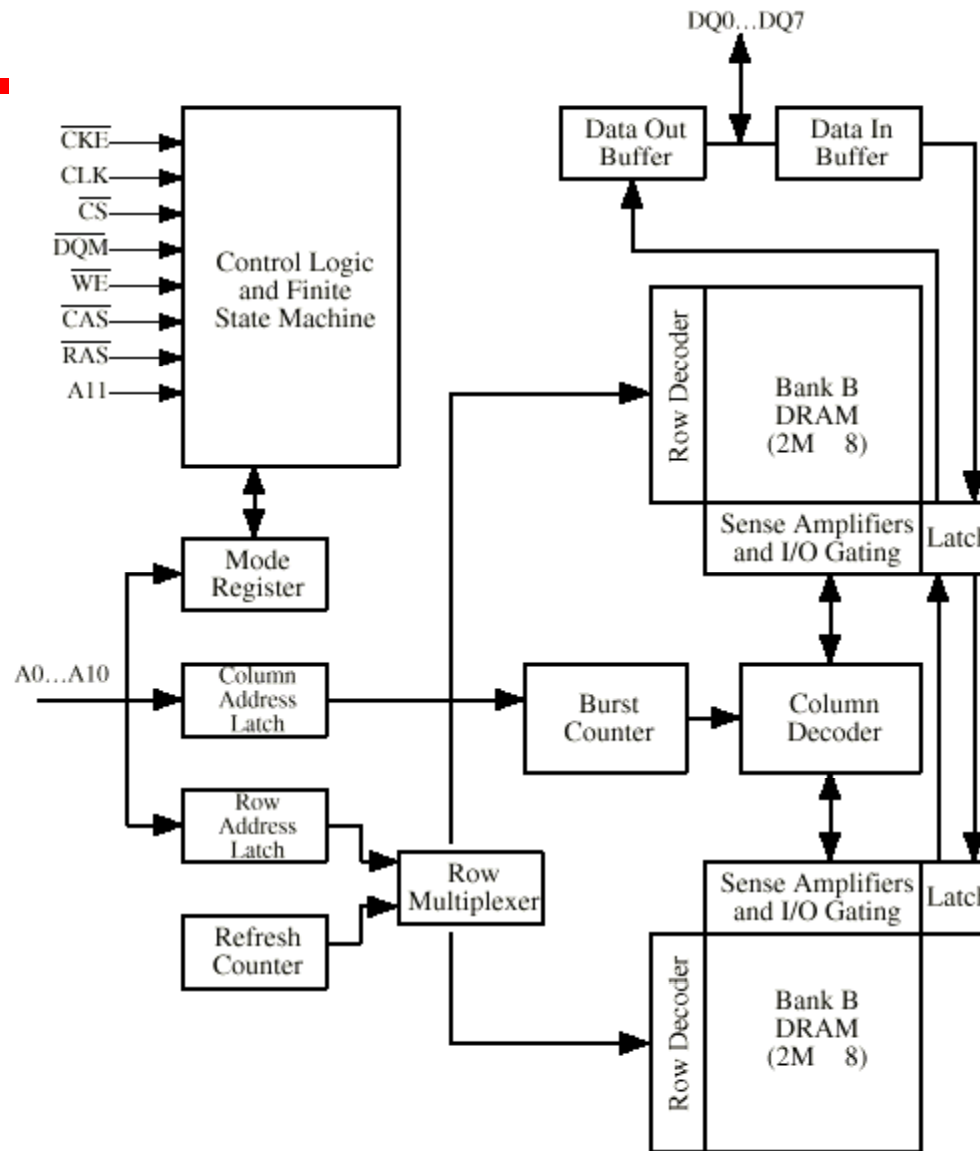 DQ0...DQ7
Data Out
Buffer
Data In
Buffer
CKE
CLK
CS
DQM
WE
CAS
RAS
A11
Control Logic
and Finite
State Machine
Row Decoder
Bank B
DRAM
(2M 8)
Sense Amplifiers
and I/O Gating
Latch
Mode
Register
A0...A10
Column
Address
Latch
Burst
Counter
Column
Decoder
Row
Address
Latch
Row
Multiplexer
Refresh
Counter
Sense Amplifiers
and I/O Gating
Latch
Row Decoder
Bank B
DRAM
(2M 8)